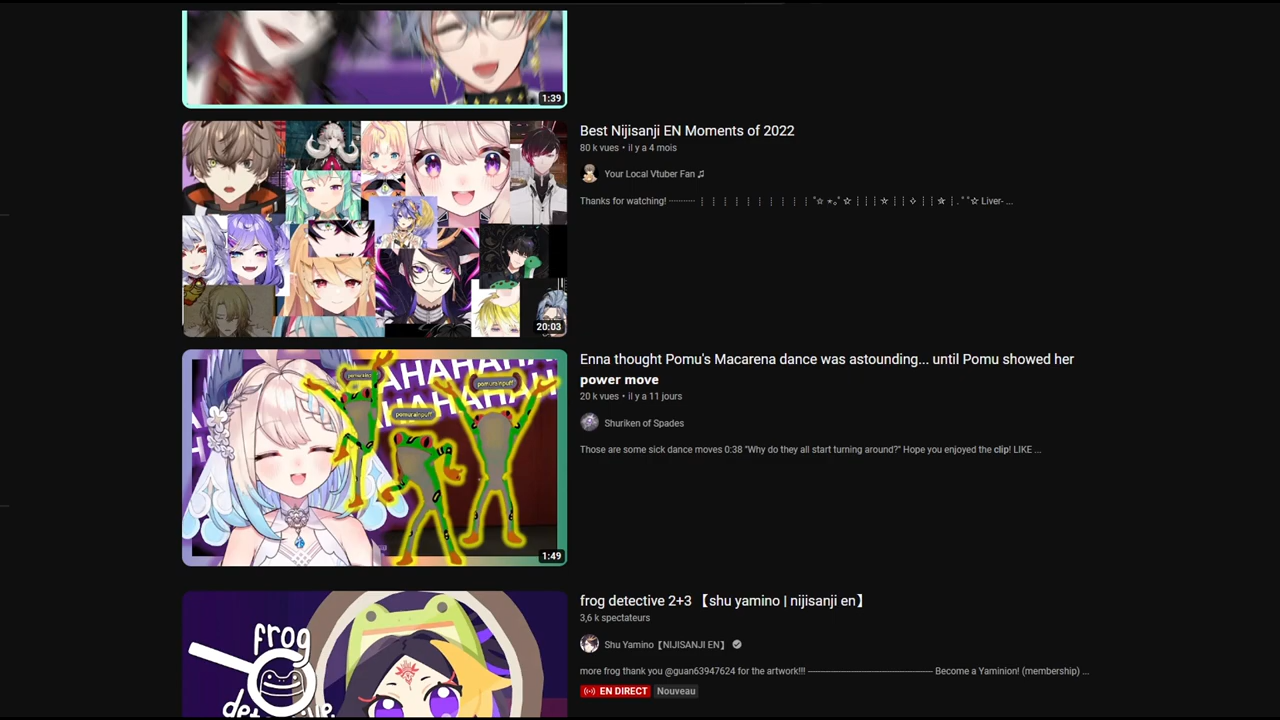 1:39
Best Nijisanji EN Moments of 2022
80 k vues • il y a 4 mois
Your Local Vtuber Fan ♫
Thanks for watching! ·········· ⋮ ⋮ ⋮ ⋮ ⋮ ⋮ ⋮ ⋮ ⋮ ⋮ ˚✩ ⋆｡˚ ✩ ⋮ ⋮ ⋮ ✮ ⋮ ⋮ ✧ ⋮ ⋮ ✮ ⋮ . ˚ ˚✩ Liver- ...
20:03
Enna thought Pomu's Macarena dance was astounding... until Pomu showed her
power move
20 k vues • il y a 11 jours
Shuriken of Spades
Those are some sick dance moves 0:38 "Why do they all start turning around?" Hope you enjoyed the clip! LIKE ...
AHAHAHAHA
HAHAHAH
pomurainpuff
pomurainpuff
1:49
frog detective 2+3 【shu yamino | nijisanji en】
3,6 k spectateurs
Shu Yamino【NIJISANJI EN】
more frog thank you @guan63947624 for the artwork!!! ———————————— Become a Yaminion! (membership) ...
EN DIRECT Nouveau
frog
detective